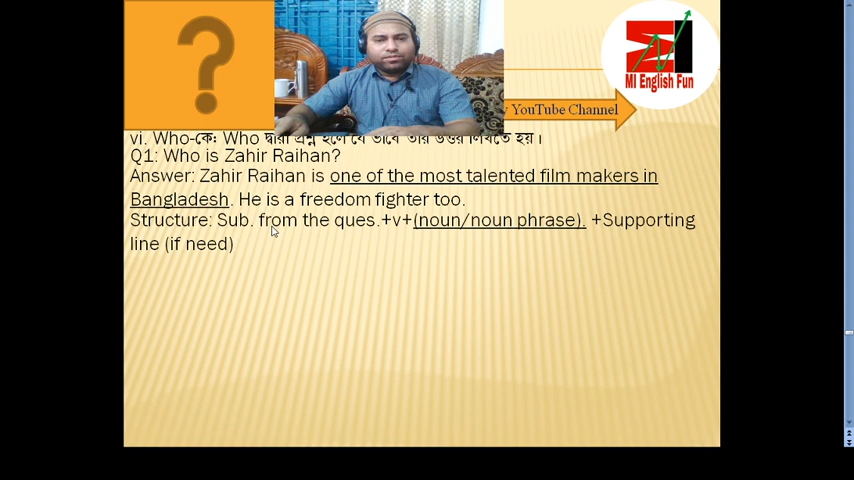 ?
MI English Fun
YouTube Channel
vi. Who-কে: Who দ্বারা প্রশ্ন হলে যে ভাবে তার উত্তর লিখতে হয়।
Q1: Who is Zahir Raihan?
Answer: Zahir Raihan is one of the most talented film makers in
Bangladesh. He is a freedom fighter too.
Structure: Sub. from the ques.+v+(noun/noun phrase). +Supporting
line (if need)